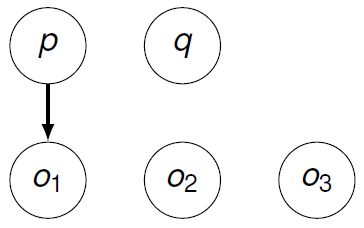 p q
o₁ o₂ o₃